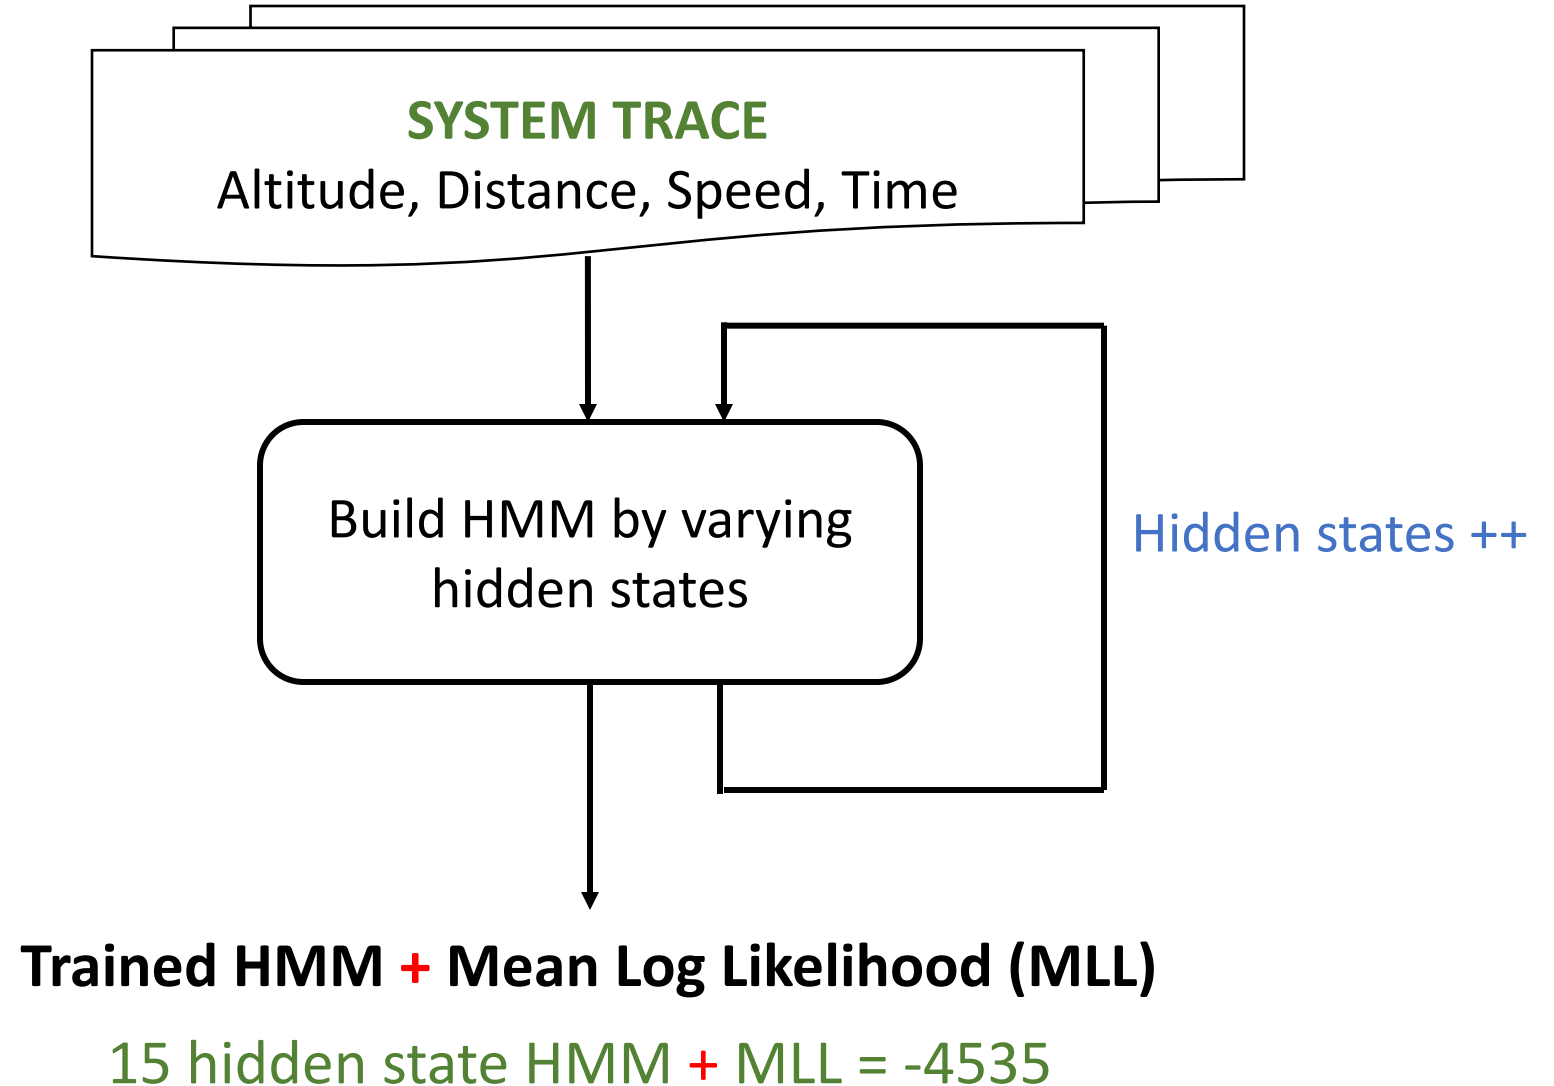 SYSTEM TRACE
Altitude, Distance, Speed, Time
Build HMM by varying
hidden states
Hidden states ++
Trained HMM + Mean Log Likelihood (MLL)
15 hidden state HMM + MLL = -4535